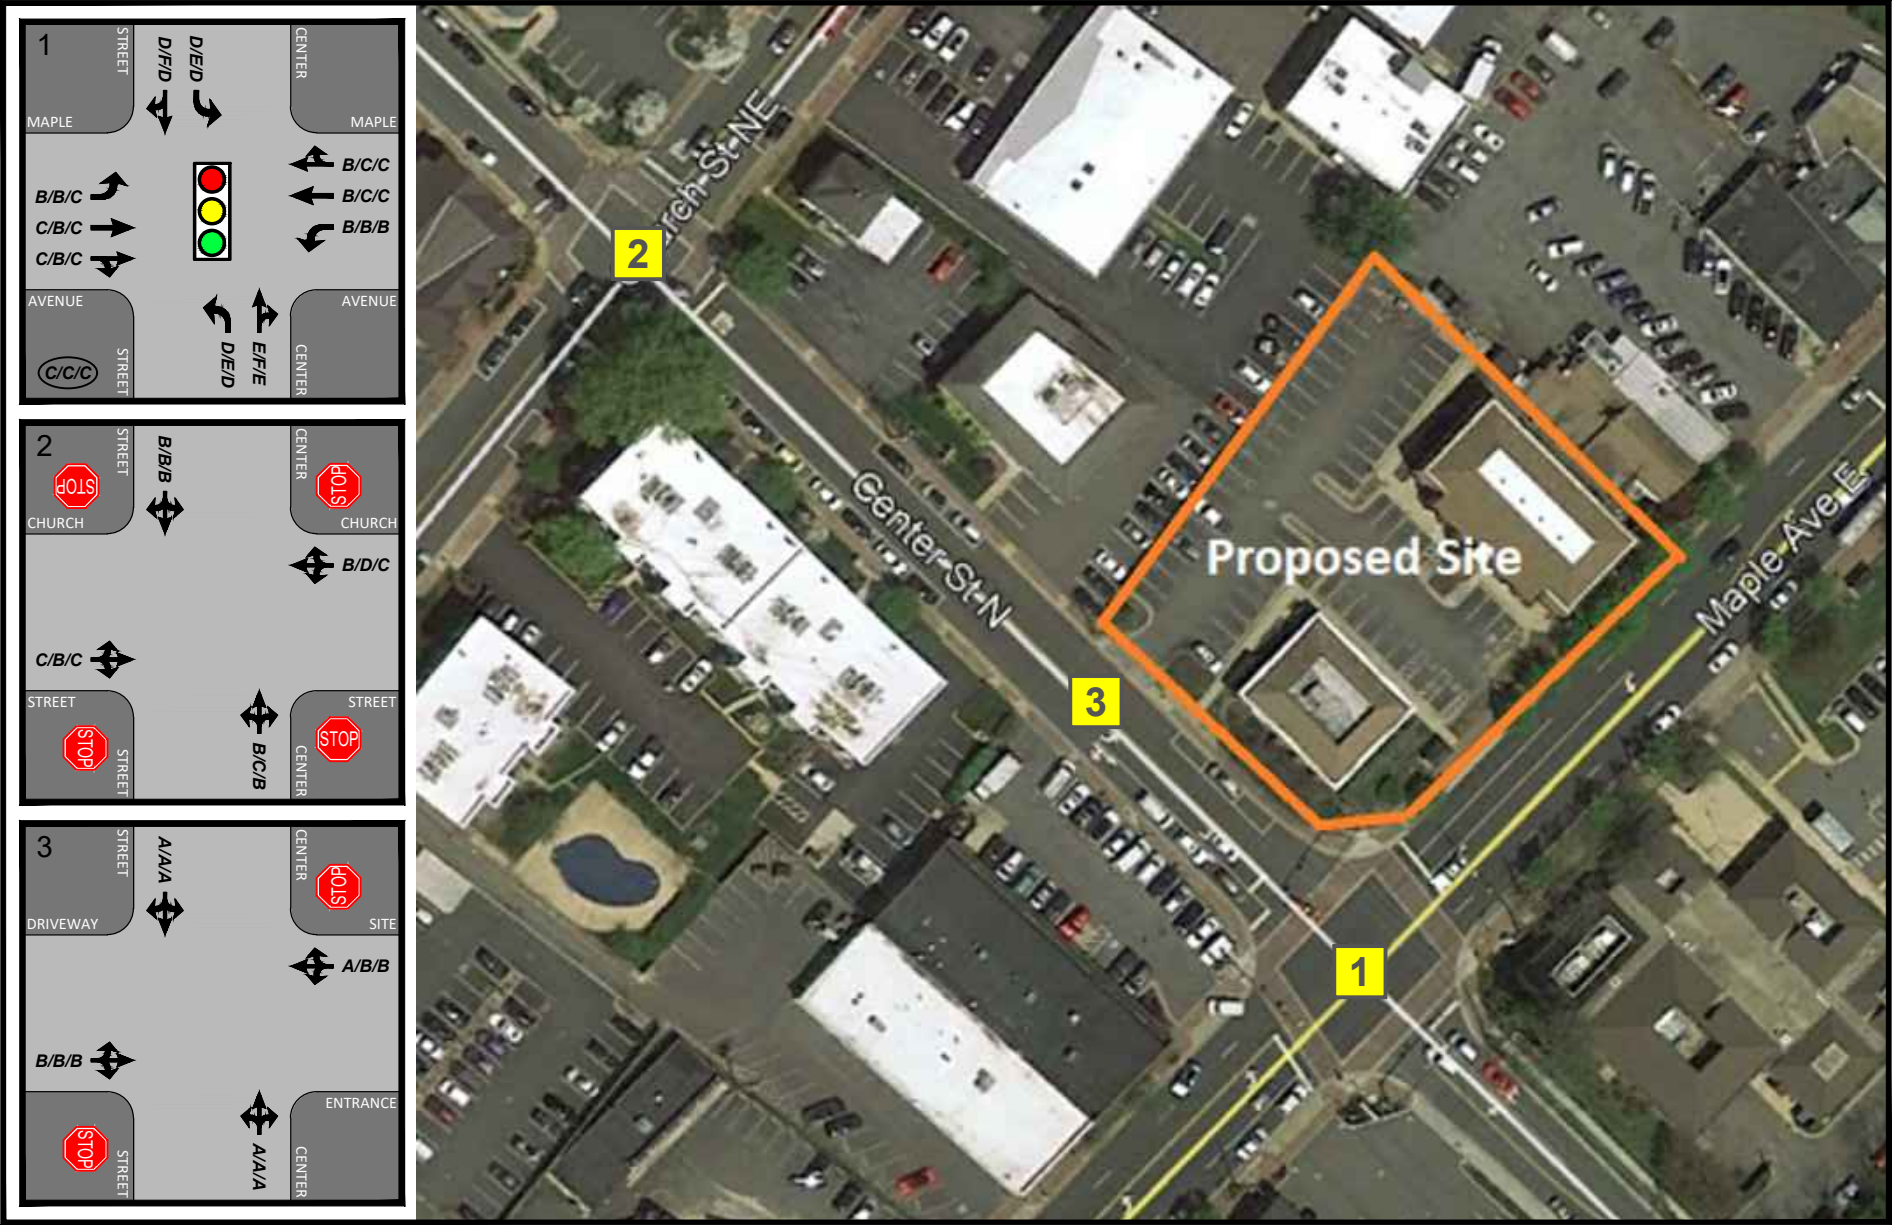 1
STREET
D/F/D
D/E/D
CENTER
MAPLE
MAPLE
B/C/C
B/B/C
B/C/C
C/B/C
B/B/B
C/B/C
AVENUE
AVENUE
C/C/C
STREET
D/E/D
E/F/E
CENTER
2
STREET
B/B/B
CENTER
STOP
STOP
CHURCH
CHURCH
B/D/C
C/B/C
STREET
STREET
STOP
STREET
B/C/B
CENTER
STOP
3
STREET
A/A/A
CENTER
STOP
DRIVEWAY
SITE
A/B/B
B/B/B
ENTRANCE
STOP
STREET
A/A/A
CENTER
rch-St-NE
2
Center-St-N
Proposed Site
Maple Ave E
3
1